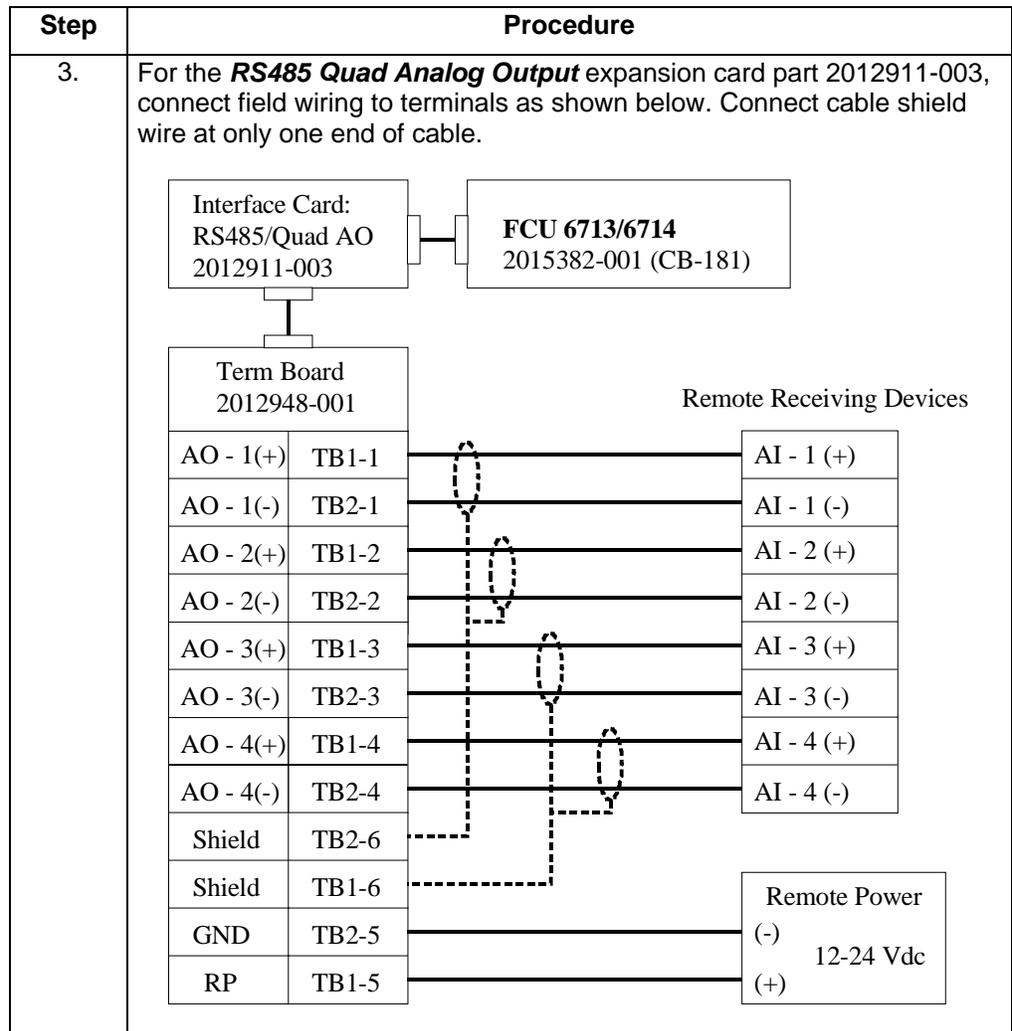 Step Procedure
3. For the RS485 Quad Analog Output expansion card part 2012911-003,
connect field wiring to terminals as shown below. Connect cable shield
wire at only one end of cable.
Interface Card:
RS485/Quad AO
2012911-003
FCU 6713/6714
2015382-001 (CB-181)
Term Board
2012948-001
Remote Receiving Devices
AO - 1(+) TB1-1 AI - 1 (+)
AO - 1(-) TB2-1 AI - 1 (-)
AO - 2(+) TB1-2 AI - 2 (+)
AO - 2(-) TB2-2 AI - 2 (-)
AO - 3(+) TB1-3 AI - 3 (+)
AO - 3(-) TB2-3 AI - 3 (-)
AO - 4(+) TB1-4 AI - 4 (+)
AO - 4(-) TB2-4 AI - 4 (-)
Shield TB2-6
Shield TB1-6
Remote Power
GND TB2-5 (-)
12-24 Vdc
RP TB1-5 (+)